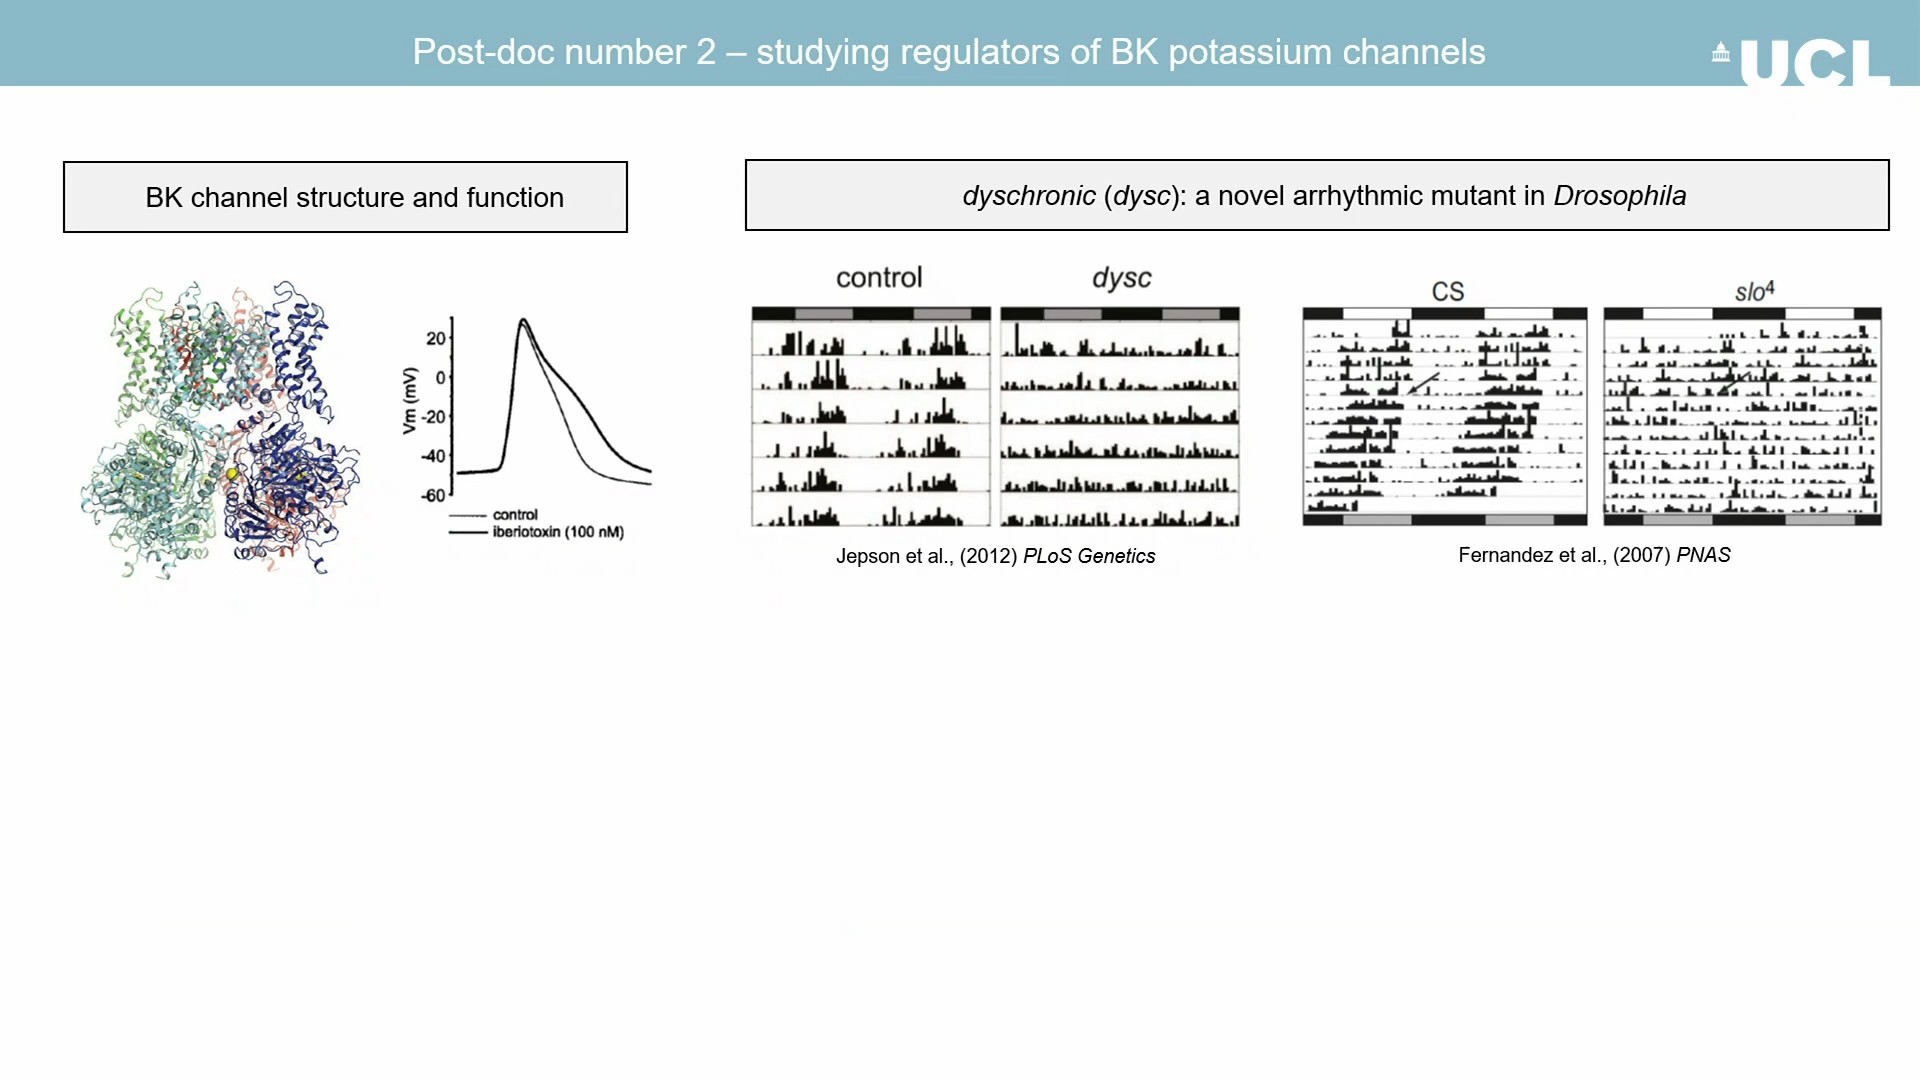 Post-doc number 2 – studying regulators of BK potassium channels
UCL
BK channel structure and function
dyschronic (dysc): a novel arrhythmic mutant in Drosophila
Vm (mV)
20
0
-20
-40
-60
control
iberiotoxin (100 nM)
control
dysc
Jepson et al., (2012) PLoS Genetics
CS
slo4
Fernandez et al., (2007) PNAS